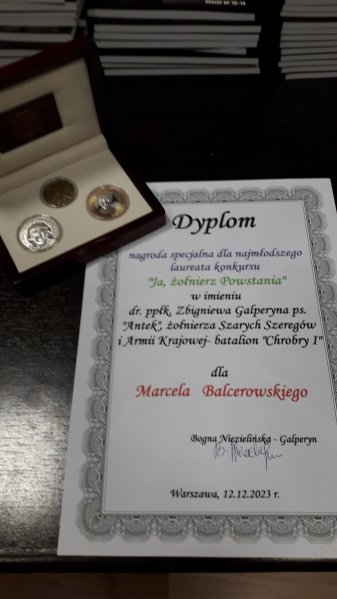 Dyplom
nagroda specjalna dla najmłodszego
laureata konkursu
"Ja, żołnierz Powstania"
w imieniu
dr. ppłk. Zbigniewa Galperyna ps.
"Antek", żołnierza Szarych Szeregów
i Armii Krajowej- batalion "Chrobry I"
dla
Marcela Balcerowskiego
Bogna Niezielińska - Galperyn
Warszawa, 12.12.2023 r.